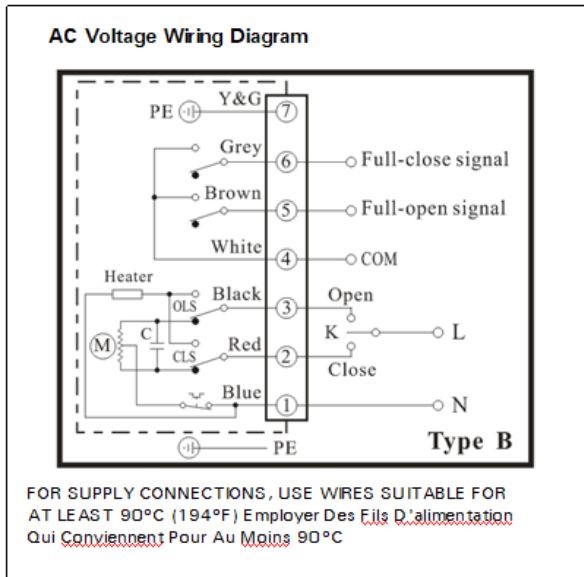 AC Voltage Wiring Diagram
PE Y&G 7
Grey 6 Full-close signal
Brown 5 Full-open signal
White 4 COM
Heater
OLS Black 3 Open
K L
M C
CLS Red 2 Close
Blue 1 N
PE Type B
FOR SUPPLY CONNECTIONS, USE WIRES SUITABLE FOR
AT LEAST 90°C (194°F) Employer Des Fils D'alimentation
Qui Conviennent Pour Au Moins 90°C